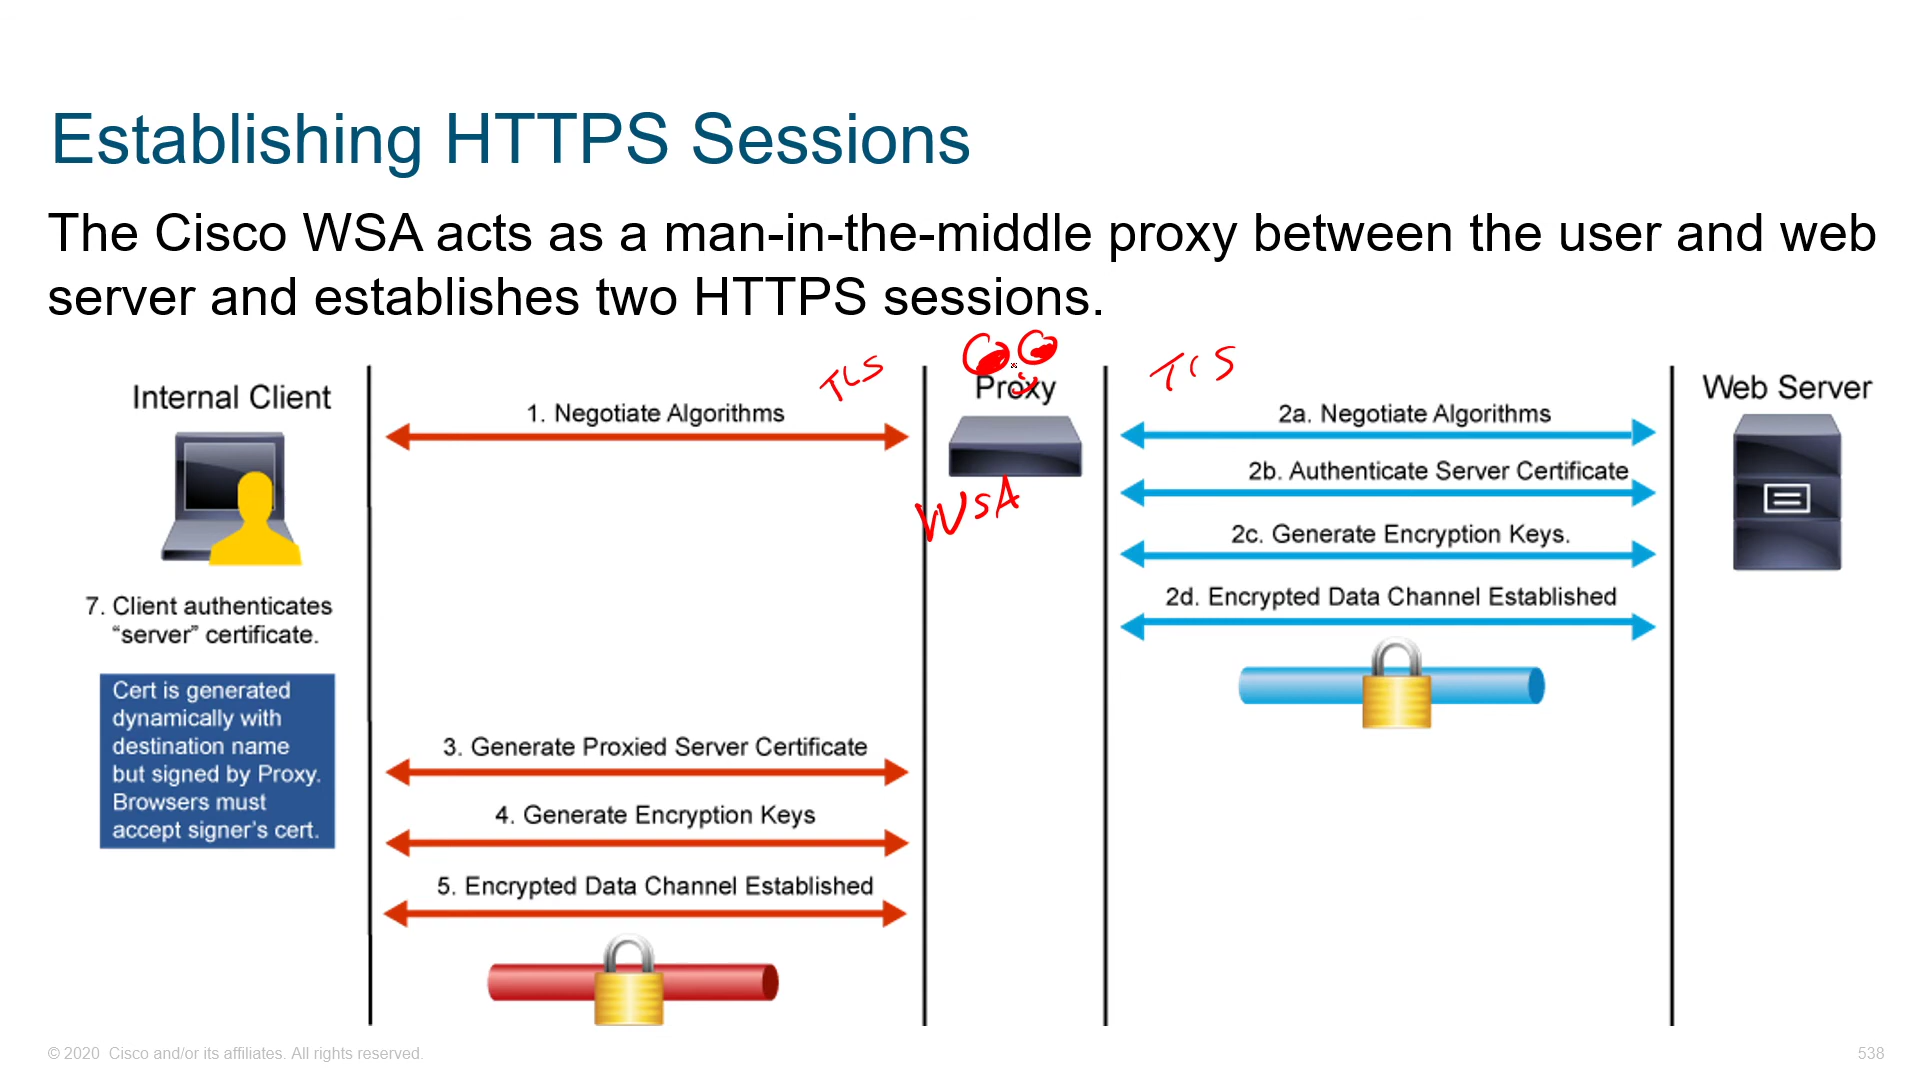 Establishing HTTPS Sessions
The Cisco WSA acts as a man-in-the-middle proxy between the user and web
server and establishes two HTTPS sessions.
Internal Client
TLS
Proxy
TLS
Web Server
1. Negotiate Algorithms
2a. Negotiate Algorithms
2b. Authenticate Server Certificate
WSA
2c. Generate Encryption Keys.
2d. Encrypted Data Channel Established
7. Client authenticates
“server” certificate.
Cert is generated
dynamically with
destination name
but signed by Proxy.
Browsers must
accept signer’s cert.
3. Generate Proxied Server Certificate
4. Generate Encryption Keys
5. Encrypted Data Channel Established
© 2020 Cisco and/or its affiliates. All rights reserved.
538